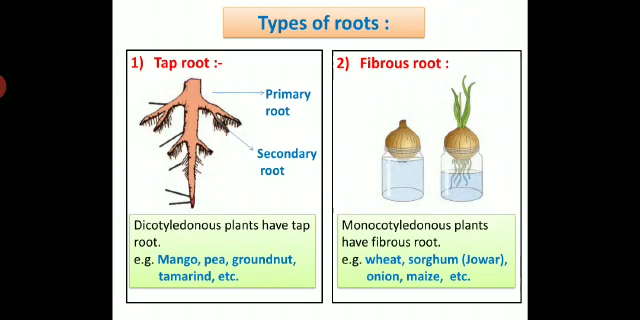 Types of roots :
1) Tap root :-
Primary
root
Secondary
root
Dicotyledonous plants have tap
root.
e.g. Mango, pea, groundnut,
tamarind, etc.
2) Fibrous root :
Monocotyledonous plants
have fibrous root.
e.g. wheat, sorghum (Jowar),
onion, maize, etc.